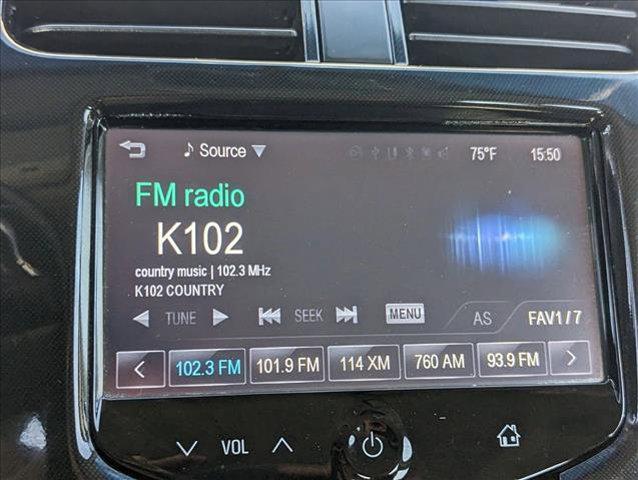 Source 75°F 15:50
FM radio
K102
country music | 102.3 MHz
K102 COUNTRY
TUNE SEEK MENU AS FAV1/7
102.3 FM 101.9 FM 114 XM 760 AM 93.9 FM
VOL